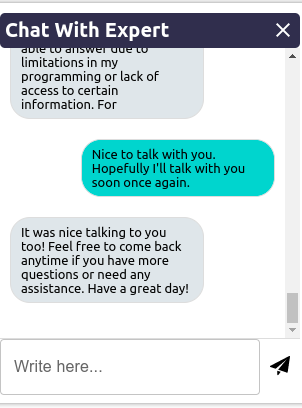 Chat With Expert
able to answer due to
limitations in my
programming or lack of
access to certain
information. For
Nice to talk with you.
Hopefully I'll talk with you
soon once again.
It was nice talking to you
too! Feel free to come back
anytime if you have more
questions or need any
assistance. Have a great day!
Write here...